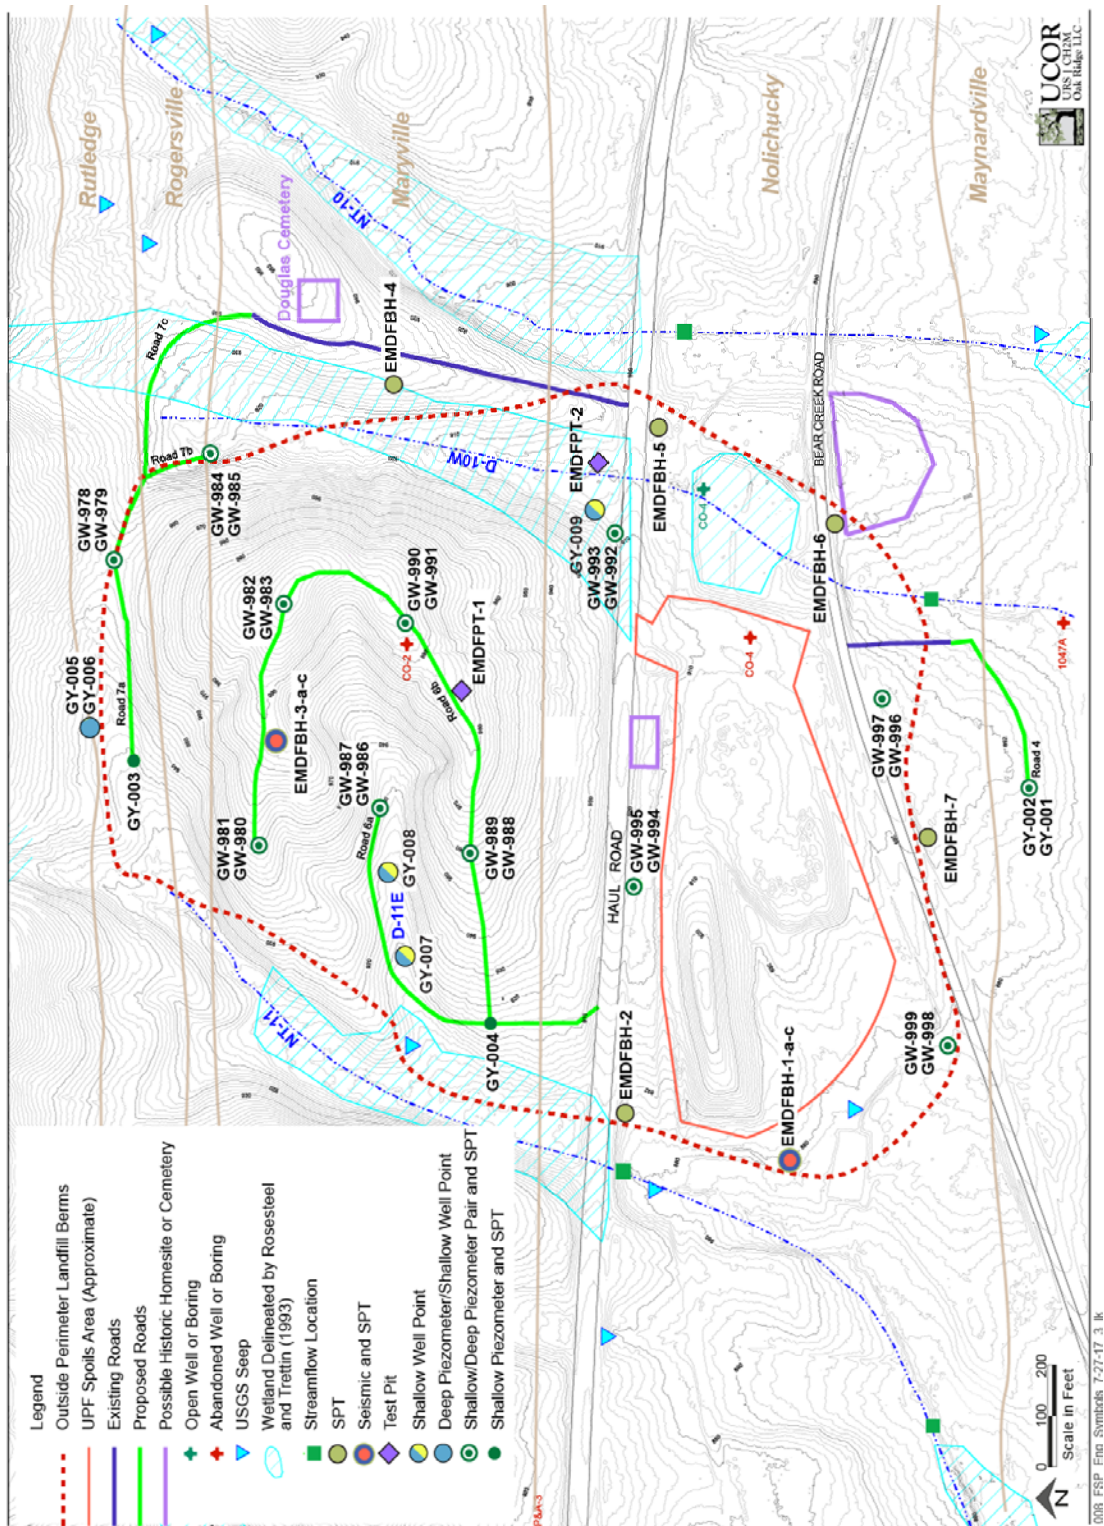 Legend
Outside Perimeter Landfill Berms
UPF Spoils Area (Approximate)
Existing Roads
Proposed Roads
Possible Historic Homesite or Cemetery
Open Well or Boring
Abandoned Well or Boring
USGS Seep
Wetland Delineated by Rosesteel
and Trettin (1993)
Streamflow Location
SPT
Seismic and SPT
Test Pit
Shallow Well Point
Deep Piezometer/Shallow Well Point
Shallow/Deep Piezometer Pair and SPT
Shallow Piezometer and SPT
Rutledge
Rogersville
Maryville
Nolichucky
Maynardville
NT-10
NT-11
D-10W
D-11E
Douglas Cemetery
Road 7c
Road 7b
Road 7a
Road 6a
Road 6b
Road 4
GW-978
GW-979
GW-984
GW-985
GY-005
GY-006
GY-003
GW-982
GW-983
GW-981
GW-980
EMDFBH-3-a-c
GW-990
GW-991
CO-2
EMDFPT-1
GW-987
GW-986
GY-008
GY-007
GW-989
GW-988
GY-004
EMDFBH-4
EMDFPT-2
GY-009
GW-993
GW-992
EMDFBH-5
HAUL ROAD
GW-995
GW-994
EMDFBH-2
CO-4
CO-4
BEAR CREEK ROAD
EMDFBH-6
EMDFBH-1-a-c
GW-997
GW-996
EMDFBH-7
GW-999
GW-998
GY-002
GY-001
1047A
N
0 100 200
Scale in Feet
UCOR
URS | CH2M
Oak Ridge LLC